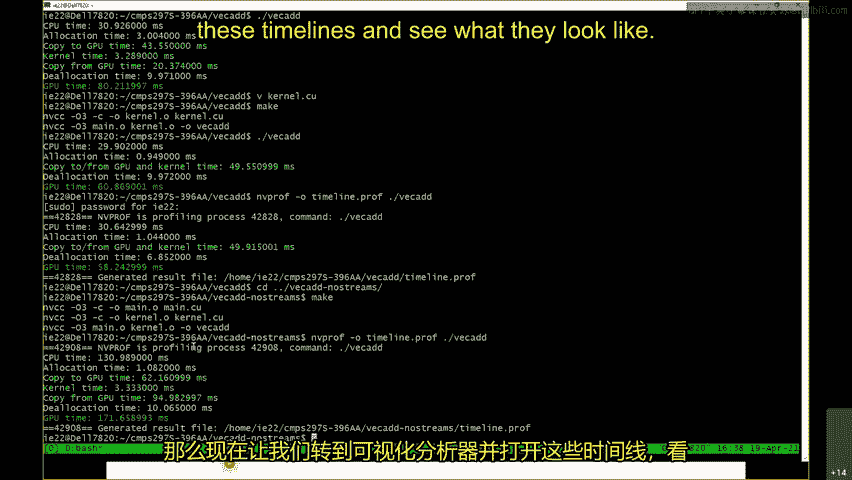 ie22@Dell7820:~/cmps297S-396AA/vecadd$ ./vecadd
CPU time: 30.926000 ms
these timelines and see what they look like.
Allocation time: 3.004000 ms
Copy to GPU time: 43.550000 ms
Kernel time: 3.289000 ms
Copy from GPU time: 20.374000 ms
Deallocation time: 9.971000 ms
GPU time: 80.211997 ms
ie22@Dell7820:~/cmps297S-396AA/vecadd$ v kernel.cu
ie22@Dell7820:~/cmps297S-396AA/vecadd$ make
nvcc -O3 -c -o kernel.o kernel.cu
nvcc -O3 main.o kernel.o -o vecadd
ie22@Dell7820:~/cmps297S-396AA/vecadd$ ./vecadd
CPU time: 29.902000 ms
Allocation time: 0.949000 ms
Copy to/from GPU and kernel time: 49.550999 ms
Deallocation time: 9.972000 ms
GPU time: 60.869001 ms
ie22@Dell7820:~/cmps297S-396AA/vecadd$ nvprof -o timeline.prof ./vecadd
[sudo] password for ie22:
==42828== NVPROF is profiling process 42828, command: ./vecadd
CPU time: 30.642999 ms
Allocation time: 1.044000 ms
Copy to/from GPU and kernel time: 49.915001 ms
Deallocation time: 6.852000 ms
GPU time: 58.242999 ms
==42828== Generated result file: /home/ie22/cmps297S-396AA/vecadd/timeline.prof
ie22@Dell7820:~/cmps297S-396AA/vecadd$ cd ../vecadd-nostreams/
ie22@Dell7820:~/cmps297S-396AA/vecadd-nostreams$ make
nvcc -O3 -c -o main.o main.cu
nvcc -O3 -c -o kernel.o kernel.cu
nvcc -O3 main.o kernel.o -o vecadd
ie22@Dell7820:~/cmps297S-396AA/vecadd-nostreams$ nvprof -o timeline.prof ./vecadd
==42908== NVPROF is profiling process 42908, command: ./vecadd
CPU time: 130.989000 ms
Allocation time: 1.082000 ms
Copy to GPU time: 62.160999 ms
Kernel time: 3.333000 ms
Copy from GPU time: 94.982997 ms
Deallocation time: 10.065000 ms
GPU time: 171.658993 ms
==42908== Generated result file: /home/ie22/cmps297S-396AA/vecadd-nostreams/timeline.prof
ie22@Dell7820:~/cmps297S-396AA/vecadd-nostreams$
[0] 0:bash* 16:38 19-Apr-21
那么现在让我们转到可视化分析器并打开这些时间线，看
+14